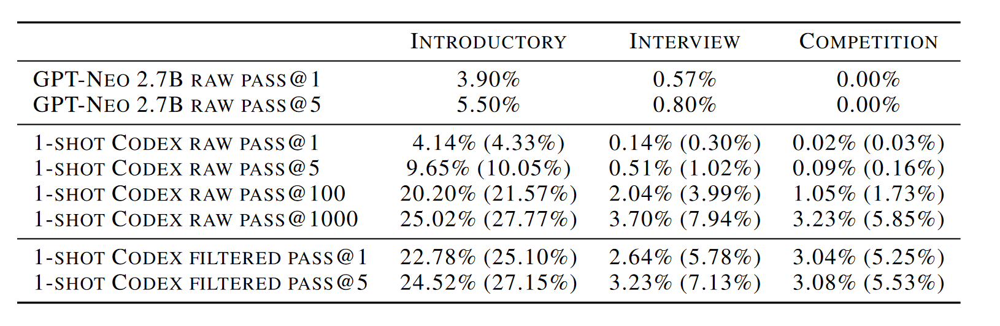 INTRODUCTORY INTERVIEW COMPETITION
GPT-NEO 2.7B RAW PASS@1 3.90% 0.57% 0.00%
GPT-NEO 2.7B RAW PASS@5 5.50% 0.80% 0.00%
1-SHOT CODEX RAW PASS@1 4.14% (4.33%) 0.14% (0.30%) 0.02% (0.03%)
1-SHOT CODEX RAW PASS@5 9.65% (10.05%) 0.51% (1.02%) 0.09% (0.16%)
1-SHOT CODEX RAW PASS@100 20.20% (21.57%) 2.04% (3.99%) 1.05% (1.73%)
1-SHOT CODEX RAW PASS@1000 25.02% (27.77%) 3.70% (7.94%) 3.23% (5.85%)
1-SHOT CODEX FILTERED PASS@1 22.78% (25.10%) 2.64% (5.78%) 3.04% (5.25%)
1-SHOT CODEX FILTERED PASS@5 24.52% (27.15%) 3.23% (7.13%) 3.08% (5.53%)